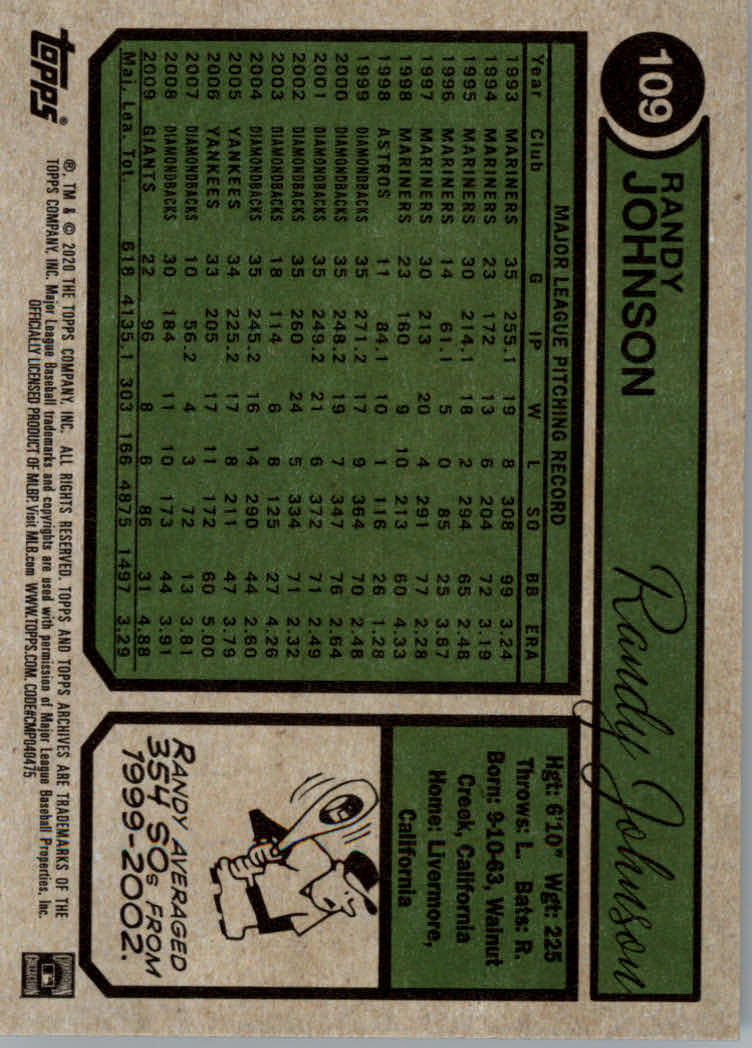 109
RANDY
JOHNSON
Randy Johnson
MAJOR LEAGUE PITCHING RECORD
Year Club G IP W L SO BB ERA
1993 MARINERS 35 255.1 19 8 308 99 3.24
1994 MARINERS 23 172 13 6 204 72 3.19
1995 MARINERS 30 214.1 18 2 294 65 2.48
1996 MARINERS 14 61.1 5 0 85 25 3.67
1997 MARINERS 30 213 20 4 291 77 2.28
1998 MARINERS 23 160 9 10 213 60 4.33
1998 ASTROS 11 84.1 10 1 116 26 1.28
1999 DIAMONDBACKS 35 271.2 17 9 364 70 2.48
2000 DIAMONDBACKS 35 248.2 19 7 347 76 2.64
2001 DIAMONDBACKS 35 249.2 21 6 372 71 2.49
2002 DIAMONDBACKS 35 260 24 5 334 71 2.32
2003 DIAMONDBACKS 18 114 6 8 125 27 4.26
2004 DIAMONDBACKS 35 245.2 16 14 290 44 2.60
2005 YANKEES 34 225.2 17 8 211 47 3.79
2006 YANKEES 33 205 17 11 172 60 5.00
2007 DIAMONDBACKS 10 56.2 4 3 72 13 3.81
2008 DIAMONDBACKS 30 184 11 10 173 44 3.91
2009 GIANTS 22 96 8 6 86 31 4.88
Maj. Lea. Tot. 618 4135.1 303 166 4875 1497 3.29
Hgt: 6'10" Wgt: 225
Throws: L. Bats: R.
Born: 9-10-63, Walnut
Creek, California
Home: Livermore,
California
RANDY AVERAGED
354 SOs FROM
1999-2002.
topps®
®, TM & © 2020 THE TOPPS COMPANY, INC. ALL RIGHTS RESERVED. TOPPS AND TOPPS ARCHIVES ARE TRADEMARKS OF THE
TOPPS COMPANY, INC. Major League Baseball trademarks and copyrights are used with permission of Major League Baseball Properties, Inc.
OFFICIALLY LICENSED PRODUCT OF MLBP. Visit MLB.com WWW.TOPPS.COM. CODE#CMP040475
COOPERSTOWN
COLLECTION